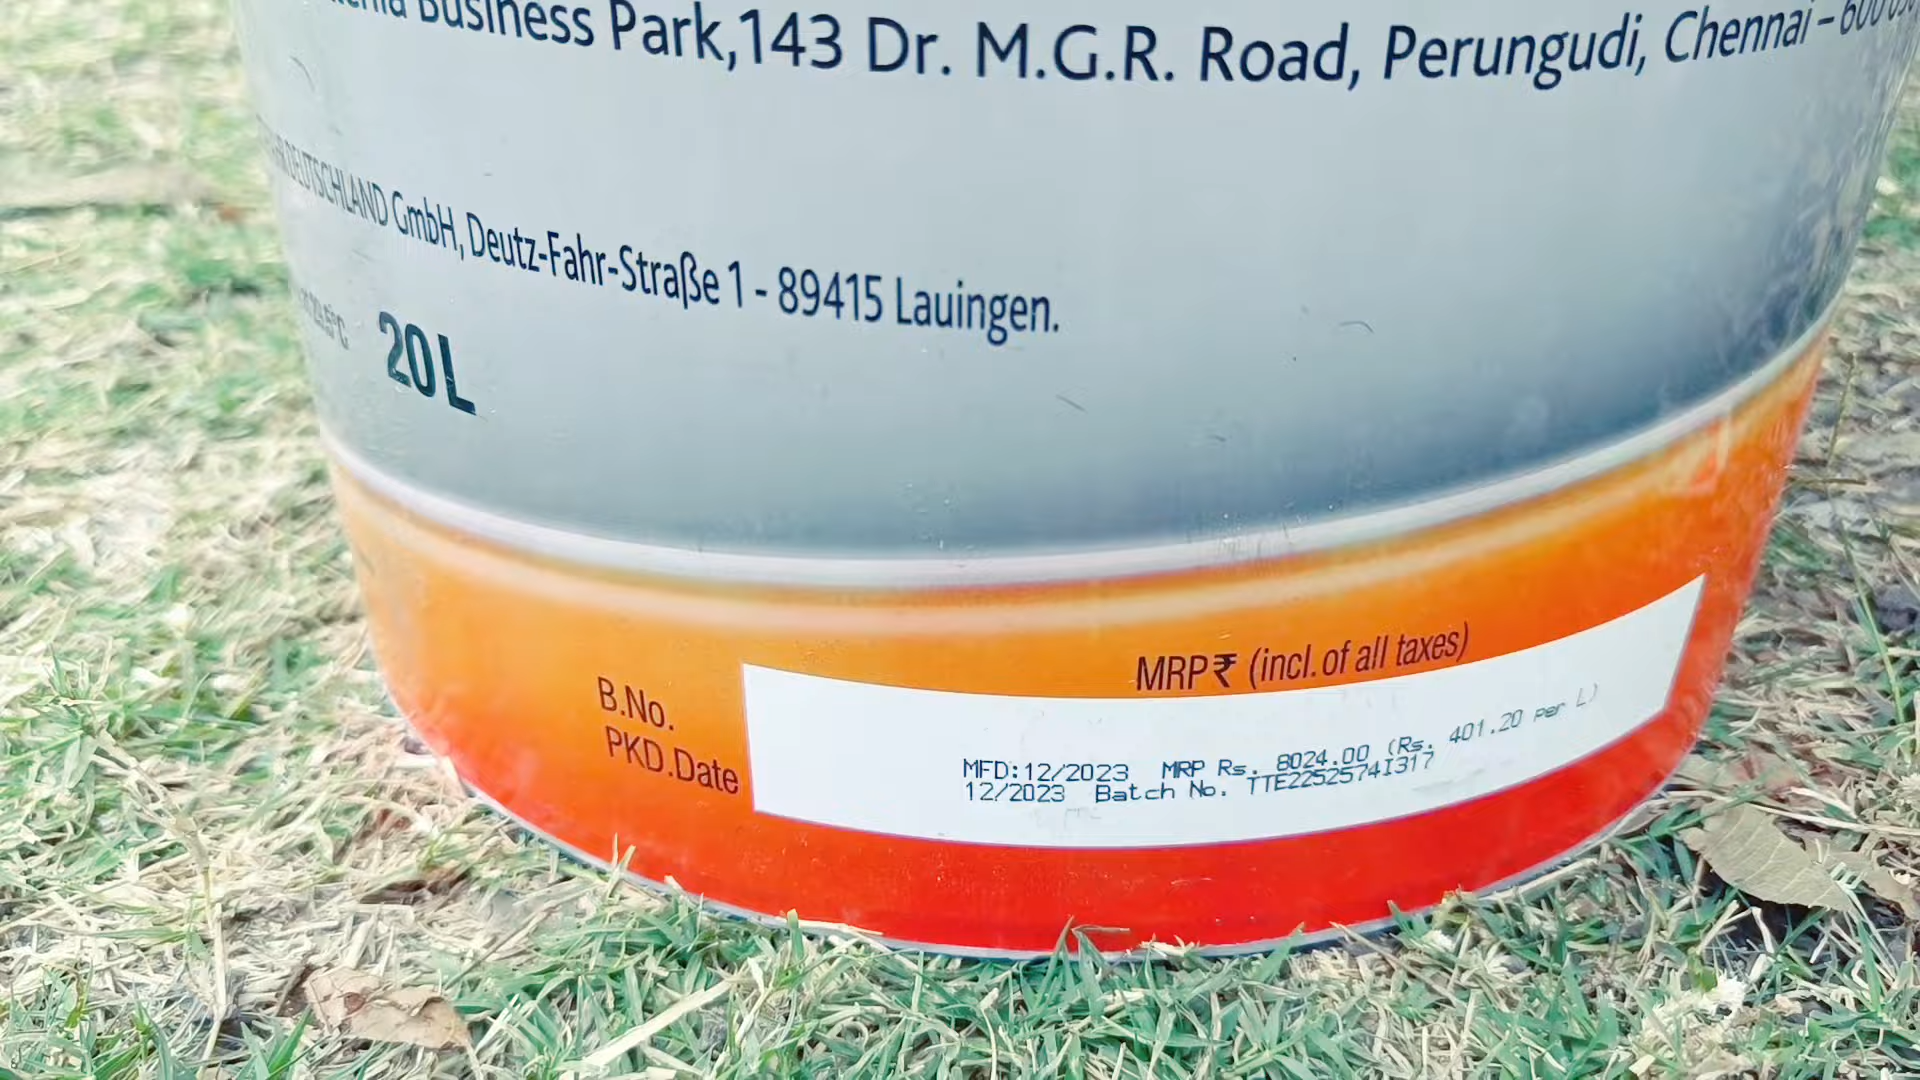 Business Park,143 Dr. M.G.R. Road, Perungudi, Chennai –
DEUTSCHLAND GmbH, Deutz-Fahr-Straße 1 - 89415 Lauingen.
20 L
MRP ₹ (incl. of all taxes)
B.No.
PKD.Date
MFD:12/2023 MRP Rs. 8024.00 (Rs. 401.20 per L)
12/2023 Batch No. TTE2252574I317